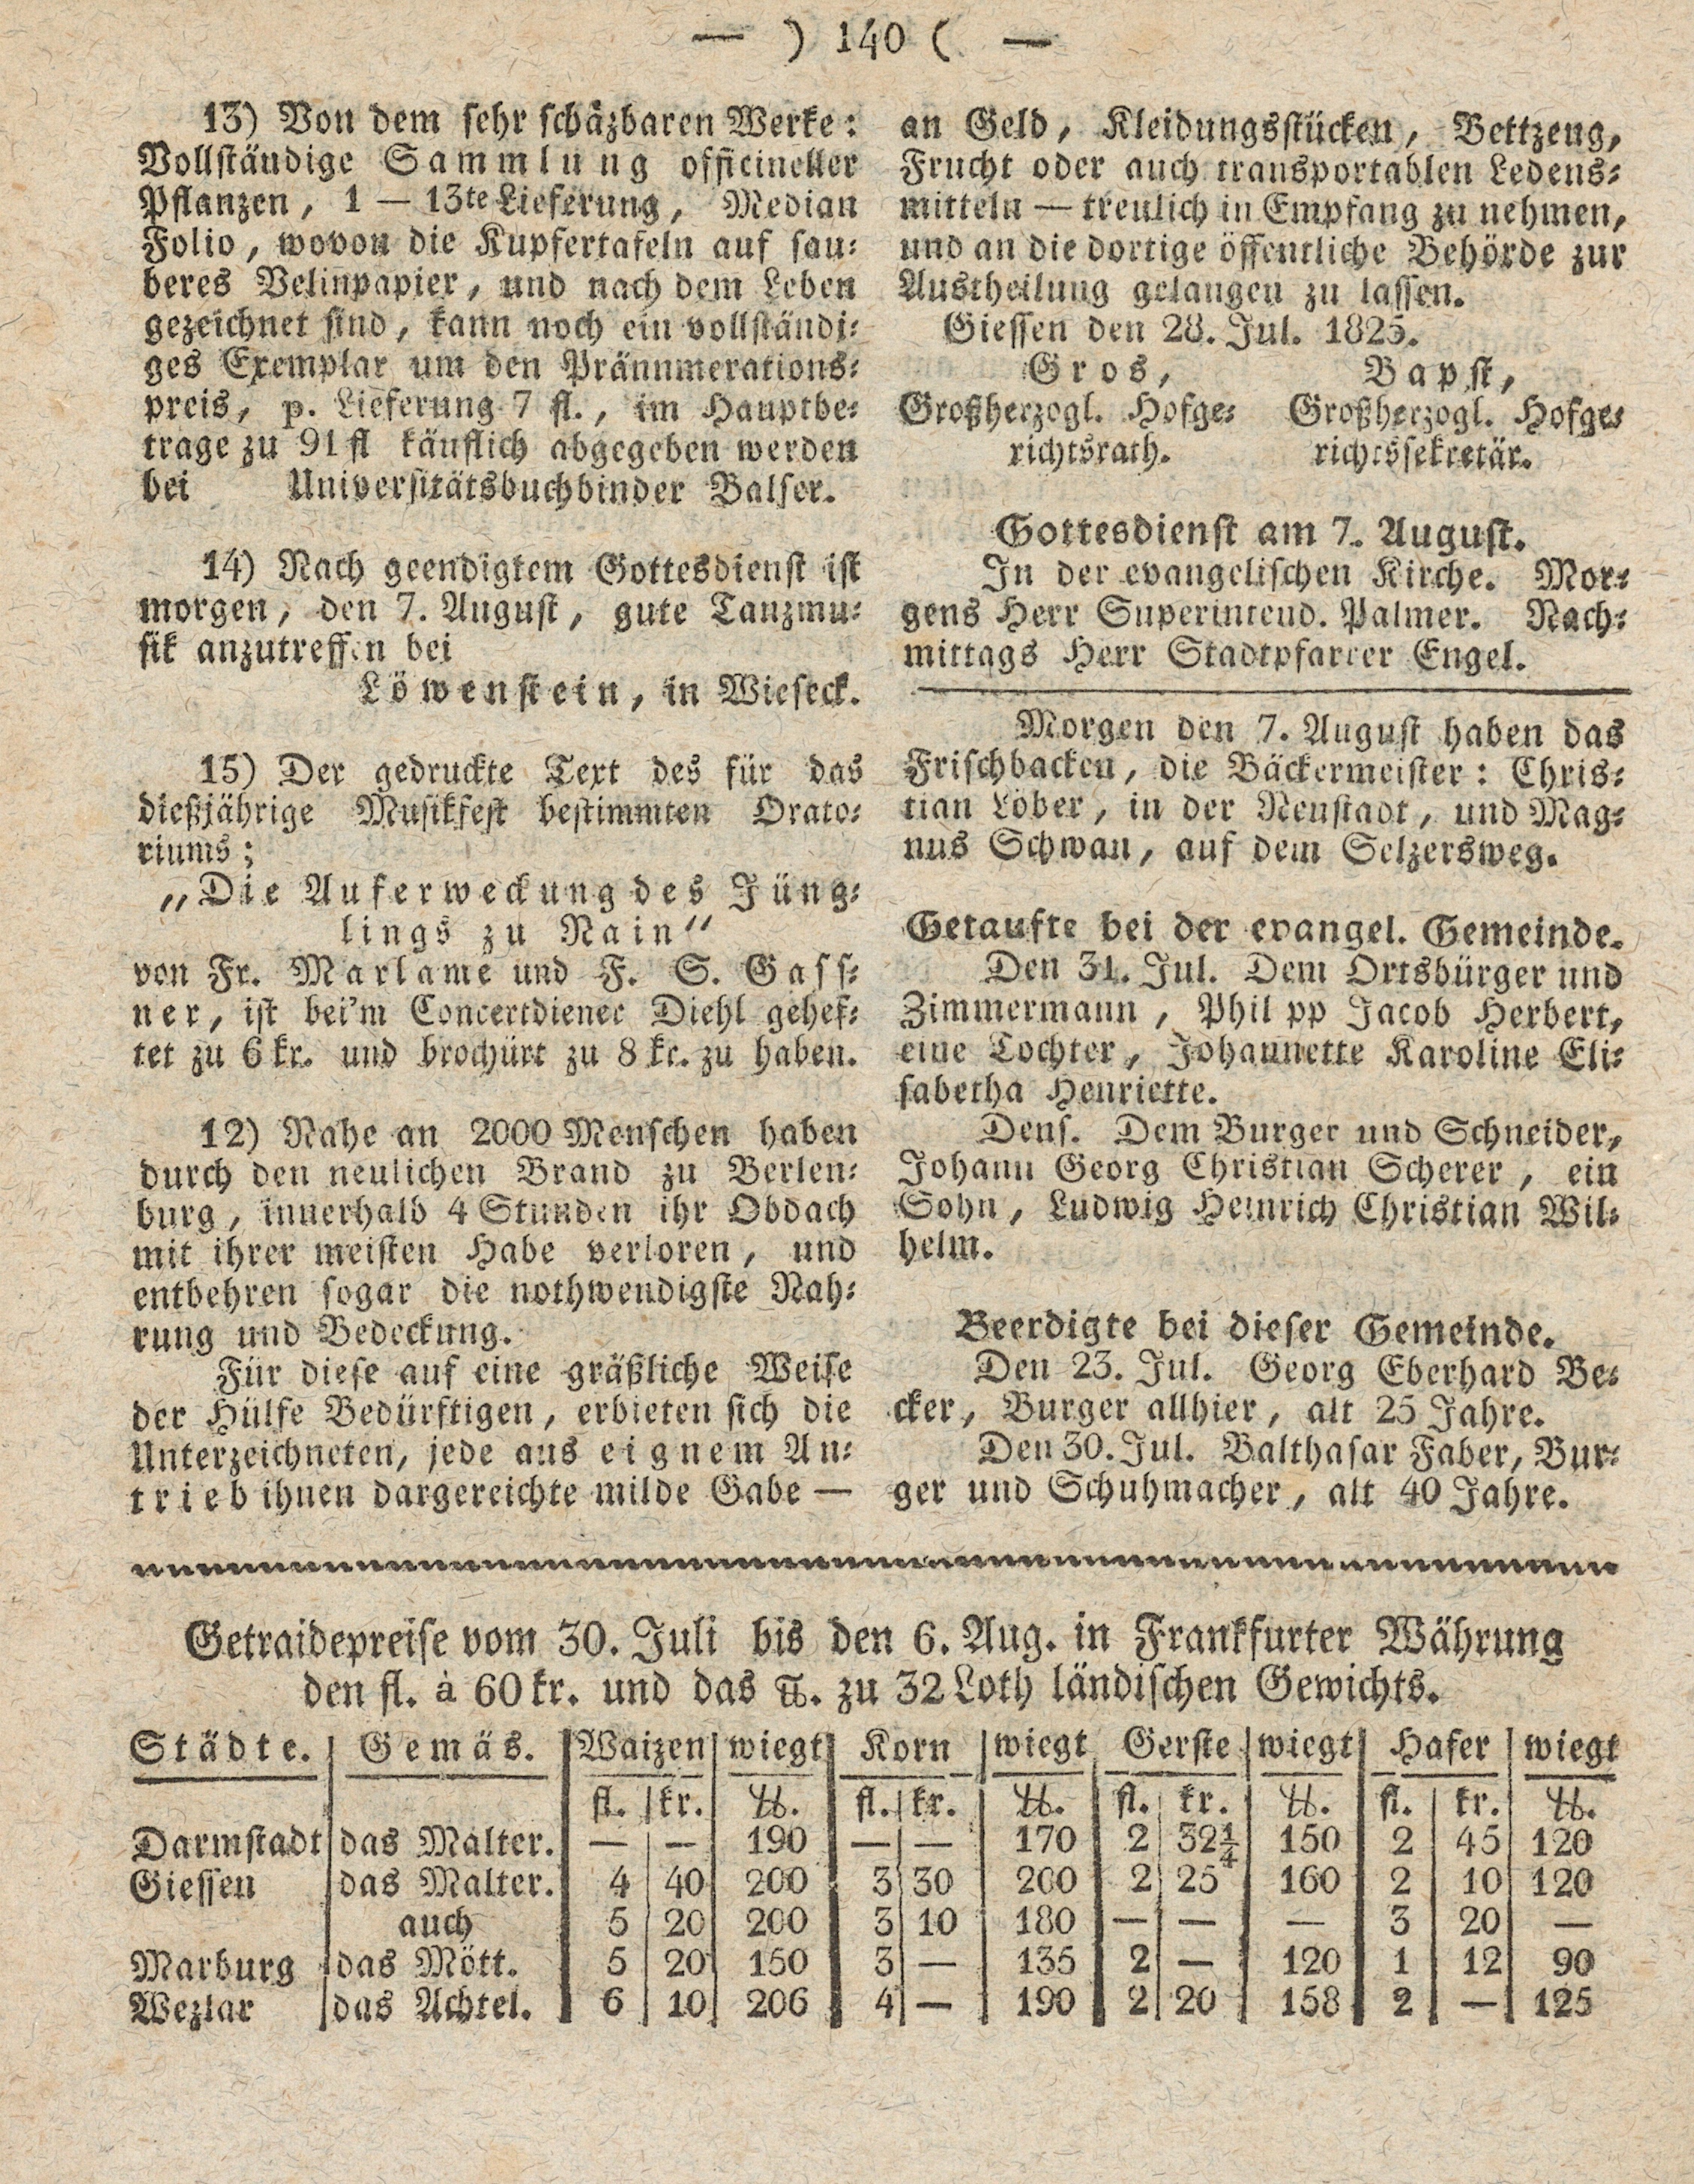 — ) 140 ( —
13) Von dem sehr schäzbaren Werke:
Vollständige Sammlung officineller
Pflanzen, 1 — 13te Lieferung, Median
Folio, wovon die Kupfertafeln auf sau-
beres Velinpapier, und nach dem Leben
gezeichnet sind, kann noch ein vollständi-
ges Exemplar um den Pränumerations-
preis, p. Lieferung 7 fl., im Hauptbe-
trage zu 91 fl käuflich abgegeben werden
bei Universitätsbuchbinder Balser.
14) Nach geendigtem Gottesdienst ist
morgen, den 7. August, gute Tanzmu-
sik anzutreffen bei
Löwenstein, in Wieseck.
15) Der gedruckte Text des für das
dießjährige Musikfest bestimmten Orato-
riums:
„Die Auferweckung des Jüng-
lings zu Nain“
von Fr. Marlame und F. S. Gass-
ner, ist bei'm Concertdiener Diehl gehef-
tet zu 6 kr. und brochürt zu 8 kr. zu haben.
12) Nahe an 2000 Menschen haben
durch den neulichen Brand zu Berlen-
burg, innerhalb 4 Stunden ihr Obdach
mit ihrer meisten Habe verloren, und
entbehren sogar die nothwendigste Nah-
rung und Bedeckung.
Für diese auf eine gräßliche Weise
der Hülfe Bedürftigen, erbieten sich die
Unterzeichneten, jede aus eignem An-
trieb ihnen dargereichte milde Gabe —
an Geld, Kleidungsstücken, Bettzeug,
Frucht oder auch transportablen Lebens-
mitteln — treulich in Empfang zu nehmen,
und an die dortige öffentliche Behörde zur
Austheilung gelangen zu lassen.
Giessen den 28. Jul. 1825.
Gros, Bapst,
Großherzogl. Hofge- Großherzogl. Hofge-
richtsrath. richtssekretär.
Gottesdienst am 7. August.
In der evangelischen Kirche. Mor-
gens Herr Superintend. Palmer. Nach-
mittags Herr Stadtpfarrer Engel.
Morgen den 7. August haben das
Frischbacken, die Bäckermeister: Chris-
tian Löber, in der Neustadt, und Mag-
nus Schwan, auf dem Selzersweg.
Getaufte bei der evangel. Gemeinde.
Den 31. Jul. Dem Ortsbürger und
Zimmermann, Phil pp Jacob Herbert,
eine Tochter, Johannette Karoline Eli-
sabetha Henriette.
Dens. Dem Burger und Schneider,
Johann Georg Christian Scherer, ein
Sohn, Ludwig Heinrich Christian Wil-
helm.
Beerdigte bei dieser Gemeinde.
Den 23. Jul. Georg Eberhard Be-
cker, Burger allhier, alt 25 Jahre.
Den 30. Jul. Balthasar Faber, Bur-
ger und Schuhmacher, alt 40 Jahre.
Getraidepreise vom 30. Juli bis den 6. Aug. in Frankfurter Währung
den fl. à 60 kr. und das ℔. zu 32 Loth ländischen Gewichts.
Städte. Gemäs. Waizen wiegt Korn wiegt Gerste wiegt Hafer wiegt
fl. kr. ℔. fl. kr. ℔. fl. kr. ℔. fl. kr. ℔.
Darmstadt das Malter. — — 190 — — 170 2 32¼ 150 2 45 120
Giessen das Malter. 4 40 200 3 30 200 2 25 160 2 10 120
auch 5 20 200 3 10 180 — — — 3 20 —
Marburg das Mött. 5 20 150 3 — 135 2 — 120 1 12 90
Wezlar das Achtel. 6 10 206 4 — 190 2 20 158 2 — 125